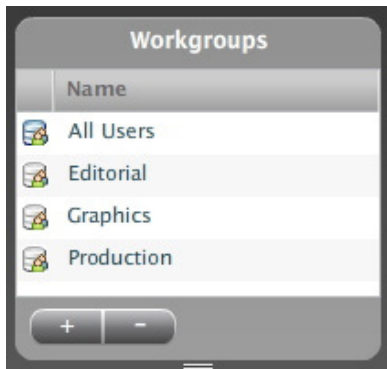 Workgroups
Name
All Users
Editorial
Graphics
Production
+ -